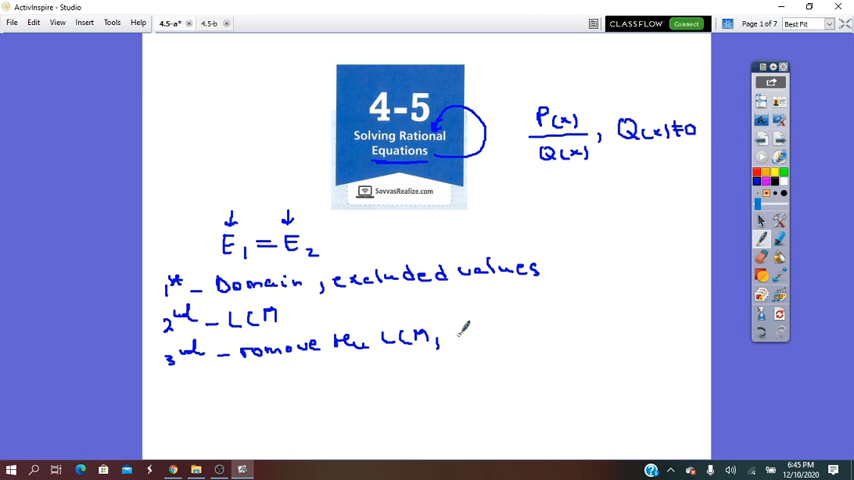 ActivInspire - Studio
File Edit View Insert Tools Help
4.5-a*
4.5-b
CLASSFLOW Connect
Page 1 of 7
Best Fit
4-5
Solving Rational
Equations
SavvasRealize.com
P(x)
Q(x)
, Q(x)≠0
E1 = E2
1st - Domain, excluded values
2nd - LCM
3nd - remove the LCM,
6:45 PM
12/10/2020